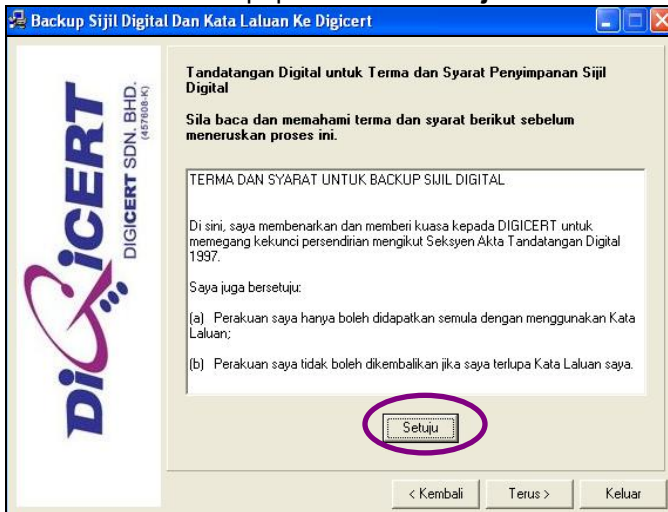 Backup Sijil Digital Dan Kata Laluan Ke Digicert
DIGICERT
DIGICERT SDN. BHD.
(457608-K)
Tandatangan Digital untuk Terma dan Syarat Penyimpanan Sijil
Digital
Sila baca dan memahami terma dan syarat berikut sebelum
meneruskan proses ini.
TERMA DAN SYARAT UNTUK BACKUP SIJIL DIGITAL
Di sini, saya membenarkan dan memberi kuasa kepada DIGICERT untuk
memegang kekunci persendirian mengikut Seksyen Akta Tandatangan Digital
1997.
Saya juga bersetuju:
(a) Perakuan saya hanya boleh didapatkan semula dengan menggunakan Kata
Laluan;
(b) Perakuan saya tidak boleh dikembalikan jika saya terlupa Kata Laluan saya.
Setuju
< Kembali
Terus >
Keluar